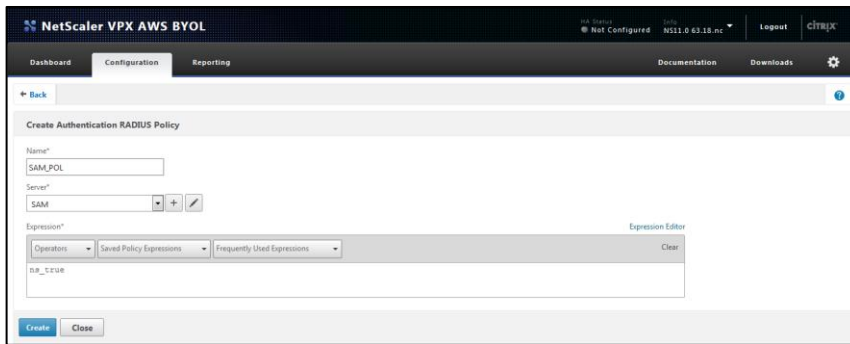 NetScaler VPX AWS BYOL
HA Status
Not Configured
Info
NS11.0 63.18.nc
Logout
CITRIX
Dashboard
Configuration
Reporting
Documentation
Downloads
Back
Create Authentication RADIUS Policy
Name*
SAM_POL
Server*
SAM
Expression*
Expression Editor
Operators
Saved Policy Expressions
Frequently Used Expressions
Clear
ns_true
Create
Close